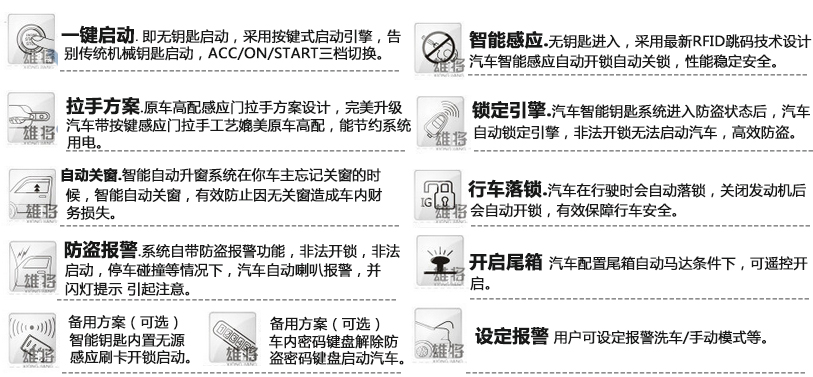 一键启动. 即无钥匙启动，采用按键式启动引擎，告
别传统机械钥匙启动，ACC/ON/START三档切换。
拉手方案.原车高配感应门拉手方案设计，完美升级
汽车带按键感应门拉手工艺媲美原车高配，能节约系统
用电。
自动关窗.智能自动升窗系统在你车主忘记关窗的时
候，智能自动关窗，有效防止因无关窗造成车内财
务损失。
防盗报警.系统自带防盗报警功能，非法开锁，非法
启动，停车碰撞等情况下，汽车自动喇叭报警，并
闪灯提示 引起注意。
备用方案（可选）
智能钥匙内置无源
感应刷卡开锁启动。
备用方案（可选）
车内密码键盘解除防
盗密码键盘启动汽车。
智能感应.无钥匙进入，采用最新RFID跳码技术设计
汽车智能感应自动开锁自动关锁，性能稳定安全。
锁定引擎.汽车智能钥匙系统进入防盗状态后，汽车
自动锁定引擎，非法开锁无法启动汽车，高效防盗。
IG
行车落锁.汽车在行驶时会自动落锁，关闭发动机后
会自动开锁，有效保障行车安全。
开启尾箱 汽车配置尾箱自动马达条件下，可遥控开
启。
设定报警 用户可设定报警洗车/手动模式等。
雄将
雄将
雄将
雄将
雄将
雄将
雄将
雄将
雄将
雄将
雄将